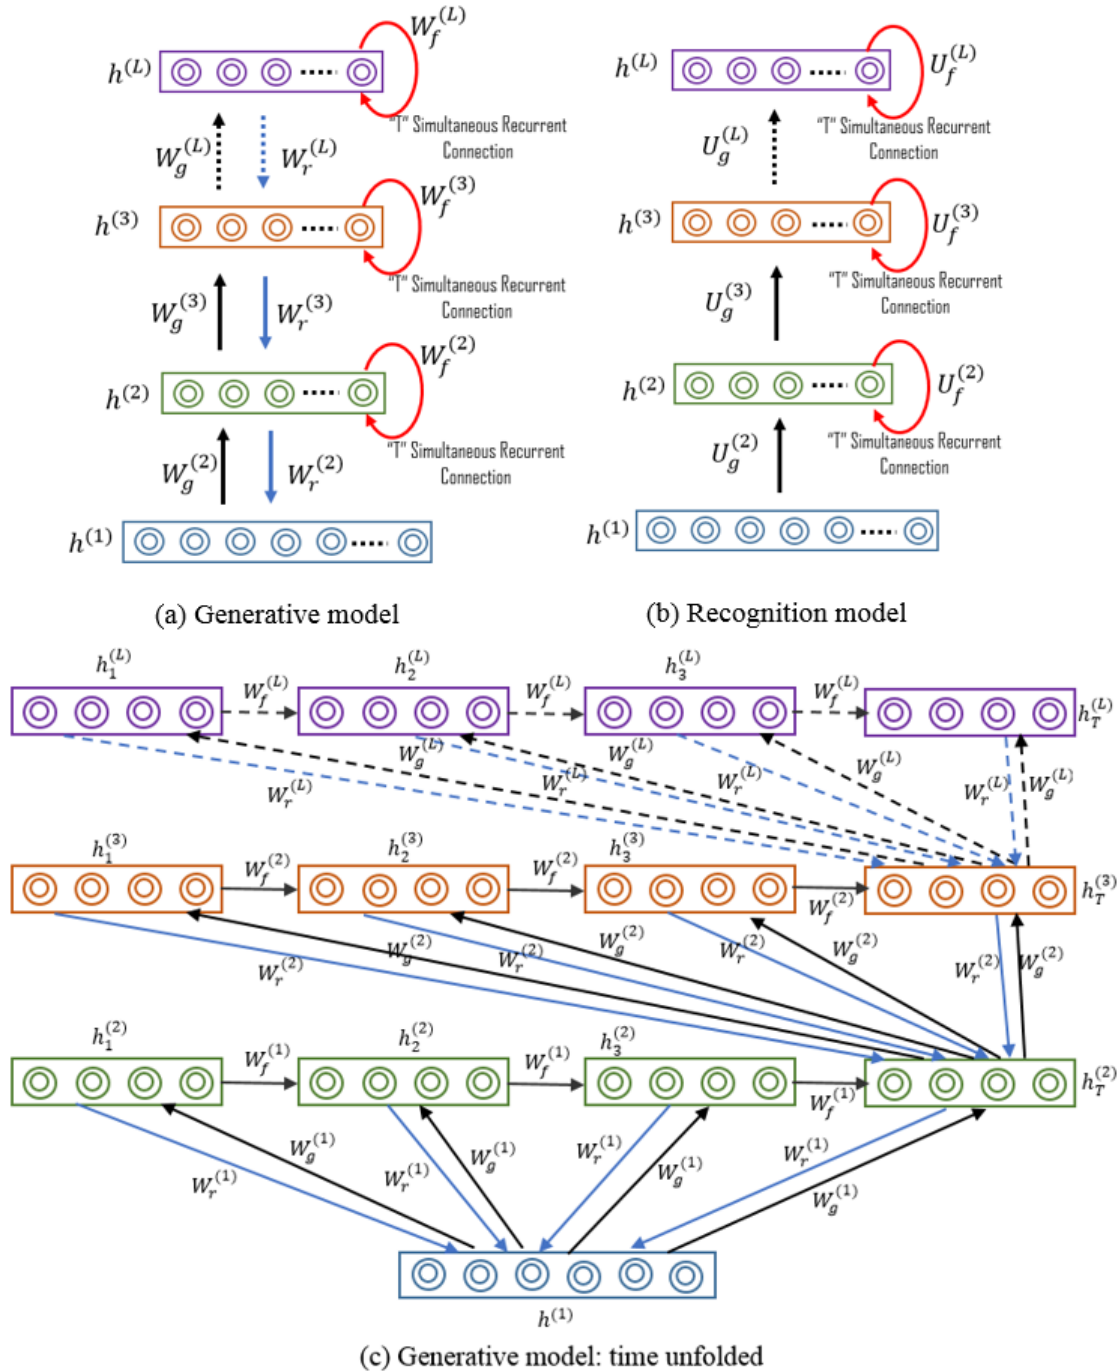 W_f^{(L)}
h^{(L)}
"T" Simultaneous Recurrent
Connection
W_g^{(L)} W_r^{(L)}
W_f^{(3)}
h^{(3)}
"T" Simultaneous Recurrent
Connection
W_g^{(3)} W_r^{(3)}
W_f^{(2)}
h^{(2)}
"T" Simultaneous Recurrent
Connection
W_g^{(2)} W_r^{(2)}
h^{(1)}
(a) Generative model
h^{(L)} U_f^{(L)}
"T" Simultaneous Recurrent
Connection
U_g^{(L)}
h^{(3)} U_f^{(3)}
"T" Simultaneous Recurrent
Connection
U_g^{(3)}
h^{(2)} U_f^{(2)}
"T" Simultaneous Recurrent
Connection
U_g^{(2)}
h^{(1)}
(b) Recognition model
h_1^{(L)} h_2^{(L)} h_3^{(L)}
W_f^{(L)} W_f^{(L)} W_f^{(L)}
h_T^{(L)}
W_g^{(L)} W_g^{(L)} W_g^{(L)}
W_r^{(L)} W_r^{(L)} W_r^{(L)} W_r^{(L)} W_g^{(L)}
h_1^{(3)} h_2^{(3)} h_3^{(3)}
W_f^{(2)} W_f^{(2)} W_f^{(2)}
h_T^{(3)}
W_r^{(2)} W_g^{(2)} W_r^{(2)} W_g^{(2)} W_r^{(2)} W_g^{(2)} W_r^{(2)} W_g^{(2)}
h_1^{(2)} h_2^{(2)} h_3^{(2)}
W_f^{(1)} W_f^{(1)} W_f^{(1)}
h_T^{(2)}
W_r^{(1)} W_g^{(1)} W_r^{(1)} W_g^{(1)} W_r^{(1)} W_g^{(1)} W_r^{(1)} W_g^{(1)}
h^{(1)}
(c) Generative model: time unfolded